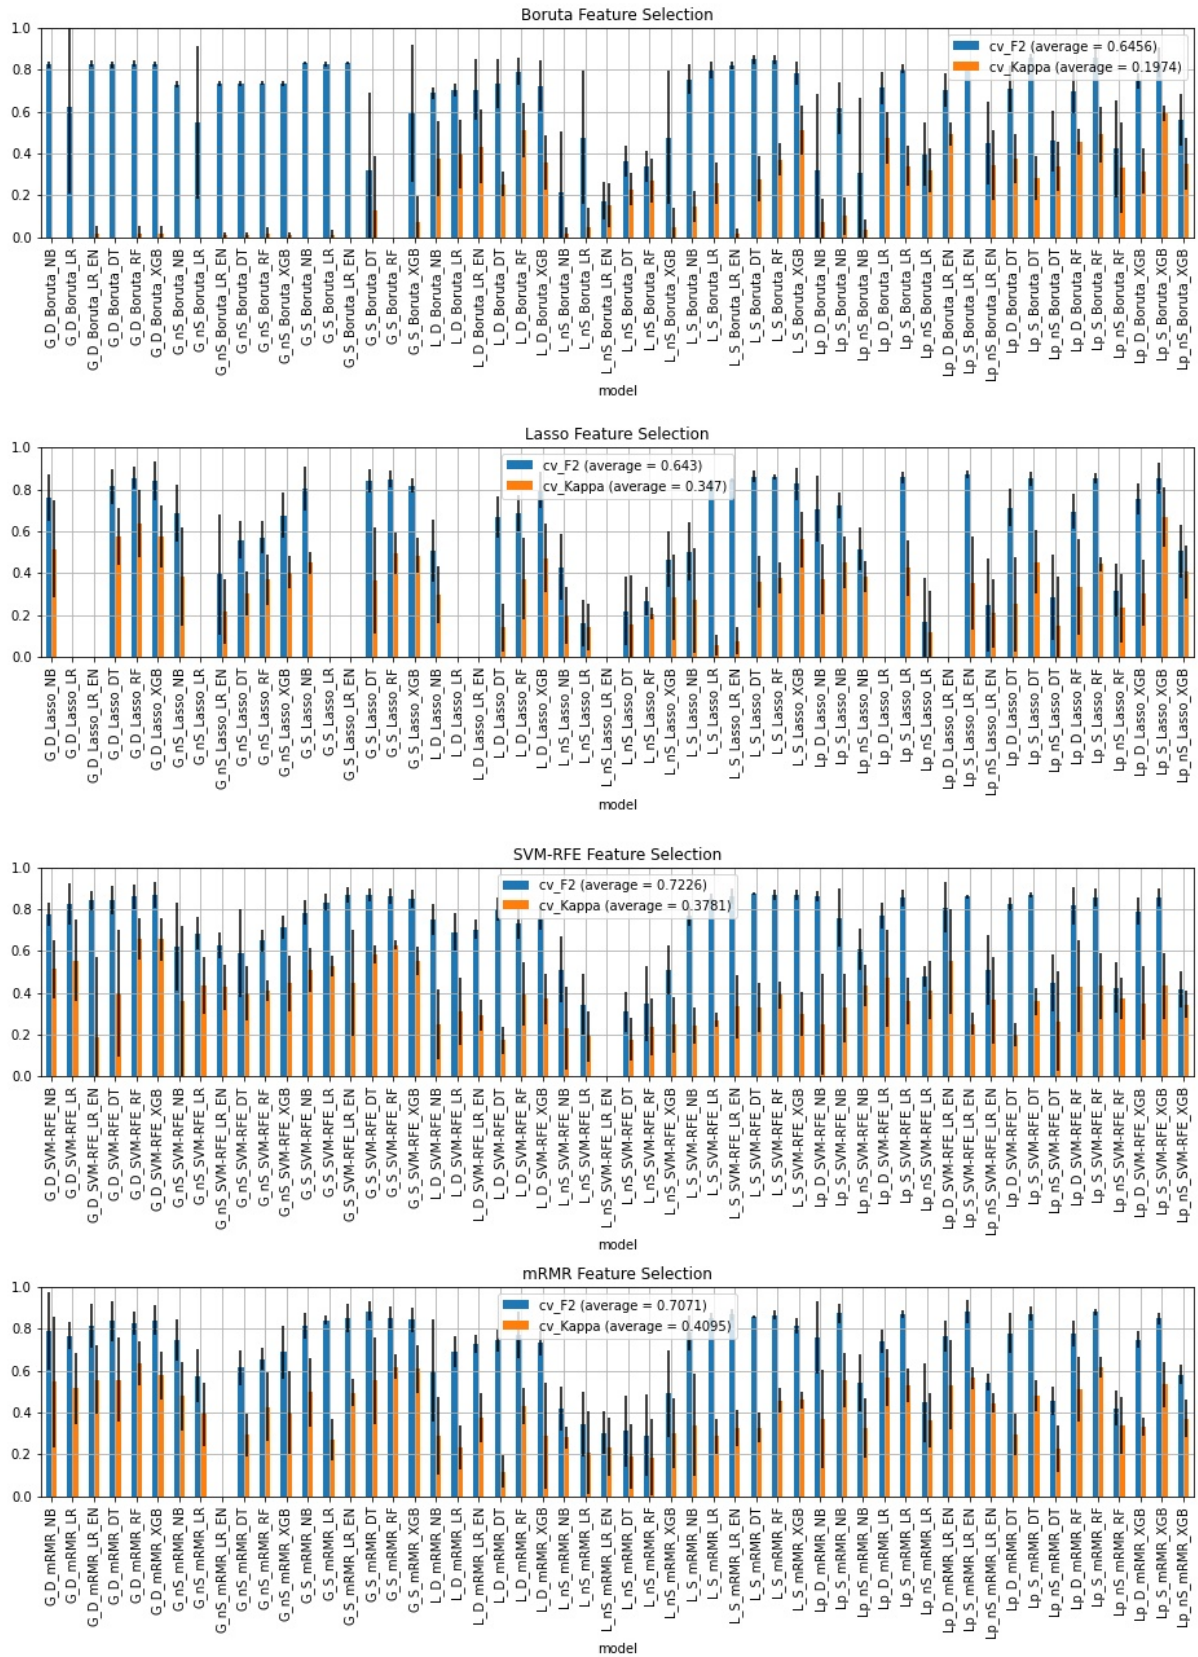 Boruta Feature Selection
1.0
0.8
0.6
0.4
0.2
0.0
cv_F2 (average = 0.6456)
cv_Kappa (average = 0.1974)
G_D_Boruta_NB
G_D_Boruta_LR
G_D_Boruta_LR_EN
G_D_Boruta_DT
G_D_Boruta_RF
G_D_Boruta_XGB
G_nS_Boruta_NB
G_nS_Boruta_LR
G_nS_Boruta_LR_EN
G_nS_Boruta_DT
G_nS_Boruta_RF
G_nS_Boruta_XGB
G_S_Boruta_NB
G_S_Boruta_LR
G_S_Boruta_LR_EN
G_S_Boruta_DT
G_S_Boruta_RF
G_S_Boruta_XGB
L_D_Boruta_NB
L_D_Boruta_LR
L_D_Boruta_LR_EN
L_D_Boruta_DT
L_D_Boruta_RF
L_D_Boruta_XGB
L_nS_Boruta_NB
L_nS_Boruta_LR
L_nS_Boruta_LR_EN
L_nS_Boruta_DT
L_nS_Boruta_RF
L_nS_Boruta_XGB
L_S_Boruta_NB
L_S_Boruta_LR
L_S_Boruta_LR_EN
L_S_Boruta_DT
L_S_Boruta_RF
L_S_Boruta_XGB
Lp_D_Boruta_NB
Lp_S_Boruta_NB
Lp_nS_Boruta_NB
Lp_D_Boruta_LR
Lp_S_Boruta_LR
Lp_nS_Boruta_LR
Lp_D_Boruta_LR_EN
Lp_S_Boruta_LR_EN
Lp_nS_Boruta_LR_EN
Lp_D_Boruta_DT
Lp_S_Boruta_DT
Lp_nS_Boruta_DT
Lp_D_Boruta_RF
Lp_S_Boruta_RF
Lp_nS_Boruta_RF
Lp_D_Boruta_XGB
Lp_S_Boruta_XGB
Lp_nS_Boruta_XGB
model
Lasso Feature Selection
1.0
0.8
0.6
0.4
0.2
0.0
cv_F2 (average = 0.643)
cv_Kappa (average = 0.347)
G_D_Lasso_NB
G_D_Lasso_LR
G_D_Lasso_LR_EN
G_D_Lasso_DT
G_D_Lasso_RF
G_D_Lasso_XGB
G_nS_Lasso_NB
G_nS_Lasso_LR
G_nS_Lasso_LR_EN
G_nS_Lasso_DT
G_nS_Lasso_RF
G_nS_Lasso_XGB
G_S_Lasso_NB
G_S_Lasso_LR
G_S_Lasso_LR_EN
G_S_Lasso_DT
G_S_Lasso_RF
G_S_Lasso_XGB
L_D_Lasso_NB
L_D_Lasso_LR
L_D_Lasso_LR_EN
L_D_Lasso_DT
L_D_Lasso_RF
L_D_Lasso_XGB
L_nS_Lasso_NB
L_nS_Lasso_LR
L_nS_Lasso_LR_EN
L_nS_Lasso_DT
L_nS_Lasso_RF
L_nS_Lasso_XGB
L_S_Lasso_NB
L_S_Lasso_LR
L_S_Lasso_LR_EN
L_S_Lasso_DT
L_S_Lasso_RF
L_S_Lasso_XGB
Lp_D_Lasso_NB
Lp_S_Lasso_NB
Lp_nS_Lasso_NB
Lp_D_Lasso_LR
Lp_S_Lasso_LR
Lp_nS_Lasso_LR
Lp_D_Lasso_LR_EN
Lp_S_Lasso_LR_EN
Lp_nS_Lasso_LR_EN
Lp_D_Lasso_DT
Lp_S_Lasso_DT
Lp_nS_Lasso_DT
Lp_D_Lasso_RF
Lp_S_Lasso_RF
Lp_nS_Lasso_RF
Lp_D_Lasso_XGB
Lp_S_Lasso_XGB
Lp_nS_Lasso_XGB
model
SVM-RFE Feature Selection
1.0
0.8
0.6
0.4
0.2
0.0
cv_F2 (average = 0.7226)
cv_Kappa (average = 0.3781)
G_D_SVM-RFE_NB
G_D_SVM-RFE_LR
G_D_SVM-RFE_LR_EN
G_D_SVM-RFE_DT
G_D_SVM-RFE_RF
G_D_SVM-RFE_XGB
G_nS_SVM-RFE_NB
G_nS_SVM-RFE_LR
G_nS_SVM-RFE_LR_EN
G_nS_SVM-RFE_DT
G_nS_SVM-RFE_RF
G_nS_SVM-RFE_XGB
G_S_SVM-RFE_NB
G_S_SVM-RFE_LR
G_S_SVM-RFE_LR_EN
G_S_SVM-RFE_DT
G_S_SVM-RFE_RF
G_S_SVM-RFE_XGB
L_D_SVM-RFE_NB
L_D_SVM-RFE_LR
L_D_SVM-RFE_LR_EN
L_D_SVM-RFE_DT
L_D_SVM-RFE_RF
L_D_SVM-RFE_XGB
L_nS_SVM-RFE_NB
L_nS_SVM-RFE_LR
L_nS_SVM-RFE_LR_EN
L_nS_SVM-RFE_DT
L_nS_SVM-RFE_RF
L_nS_SVM-RFE_XGB
L_S_SVM-RFE_NB
L_S_SVM-RFE_LR
L_S_SVM-RFE_LR_EN
L_S_SVM-RFE_DT
L_S_SVM-RFE_RF
L_S_SVM-RFE_XGB
Lp_D_SVM-RFE_NB
Lp_S_SVM-RFE_NB
Lp_nS_SVM-RFE_NB
Lp_D_SVM-RFE_LR
Lp_S_SVM-RFE_LR
Lp_nS_SVM-RFE_LR
Lp_D_SVM-RFE_LR_EN
Lp_S_SVM-RFE_LR_EN
Lp_nS_SVM-RFE_LR_EN
Lp_D_SVM-RFE_DT
Lp_S_SVM-RFE_DT
Lp_nS_SVM-RFE_DT
Lp_D_SVM-RFE_RF
Lp_S_SVM-RFE_RF
Lp_nS_SVM-RFE_RF
Lp_D_SVM-RFE_XGB
Lp_S_SVM-RFE_XGB
Lp_nS_SVM-RFE_XGB
model
mRMR Feature Selection
1.0
0.8
0.6
0.4
0.2
0.0
cv_F2 (average = 0.7071)
cv_Kappa (average = 0.4095)
G_D_mRMR_NB
G_D_mRMR_LR
G_D_mRMR_LR_EN
G_D_mRMR_DT
G_D_mRMR_RF
G_D_mRMR_XGB
G_nS_mRMR_NB
G_nS_mRMR_LR
G_nS_mRMR_LR_EN
G_nS_mRMR_DT
G_nS_mRMR_RF
G_nS_mRMR_XGB
G_S_mRMR_NB
G_S_mRMR_LR
G_S_mRMR_LR_EN
G_S_mRMR_DT
G_S_mRMR_RF
G_S_mRMR_XGB
L_D_mRMR_NB
L_D_mRMR_LR
L_D_mRMR_LR_EN
L_D_mRMR_DT
L_D_mRMR_RF
L_D_mRMR_XGB
L_nS_mRMR_NB
L_nS_mRMR_LR
L_nS_mRMR_LR_EN
L_nS_mRMR_DT
L_nS_mRMR_RF
L_nS_mRMR_XGB
L_S_mRMR_NB
L_S_mRMR_LR
L_S_mRMR_LR_EN
L_S_mRMR_DT
L_S_mRMR_RF
L_S_mRMR_XGB
Lp_D_mRMR_NB
Lp_S_mRMR_NB
Lp_nS_mRMR_NB
Lp_D_mRMR_LR
Lp_S_mRMR_LR
Lp_nS_mRMR_LR
Lp_D_mRMR_LR_EN
Lp_S_mRMR_LR_EN
Lp_nS_mRMR_LR_EN
Lp_D_mRMR_DT
Lp_S_mRMR_DT
Lp_nS_mRMR_DT
Lp_D_mRMR_RF
Lp_S_mRMR_RF
Lp_nS_mRMR_RF
Lp_D_mRMR_XGB
Lp_S_mRMR_XGB
Lp_nS_mRMR_XGB
model